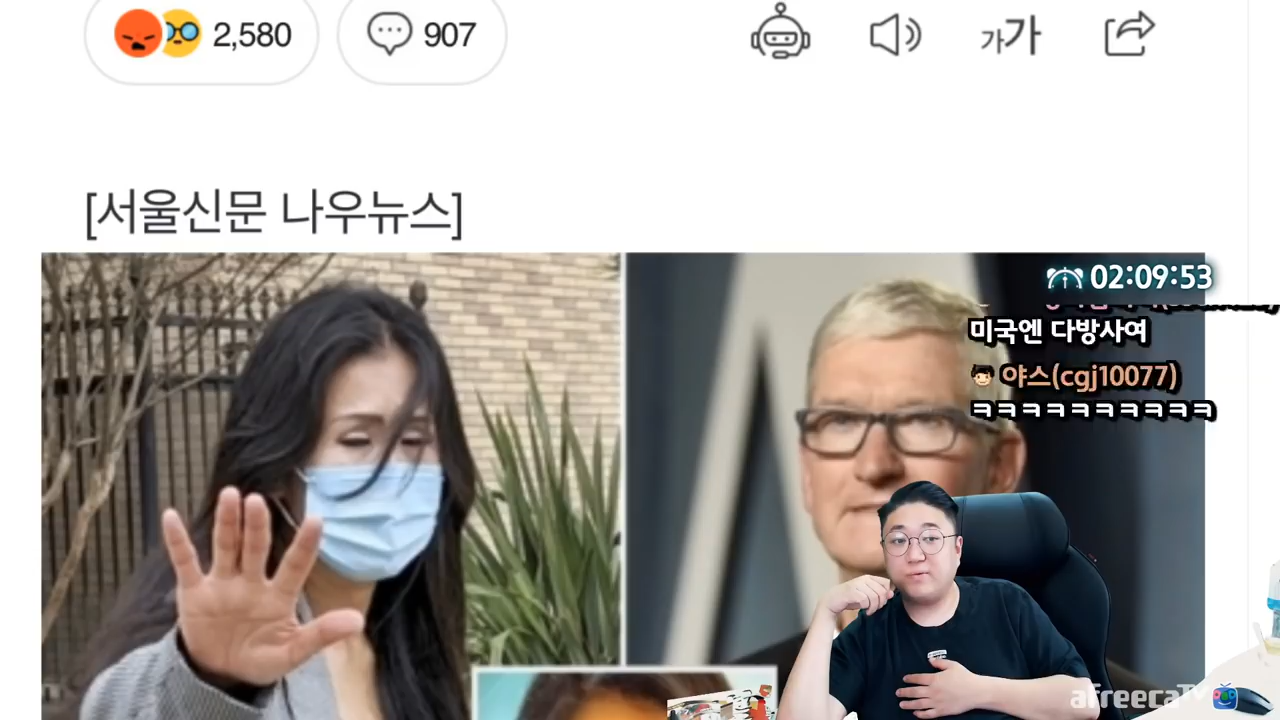 2,580
907
가가
[서울신문 나우뉴스]
02:09:53
미국엔 다방사여
야스(cgj10077)
ㅋㅋㅋㅋㅋㅋㅋㅋㅋㅋ
afreecaTV